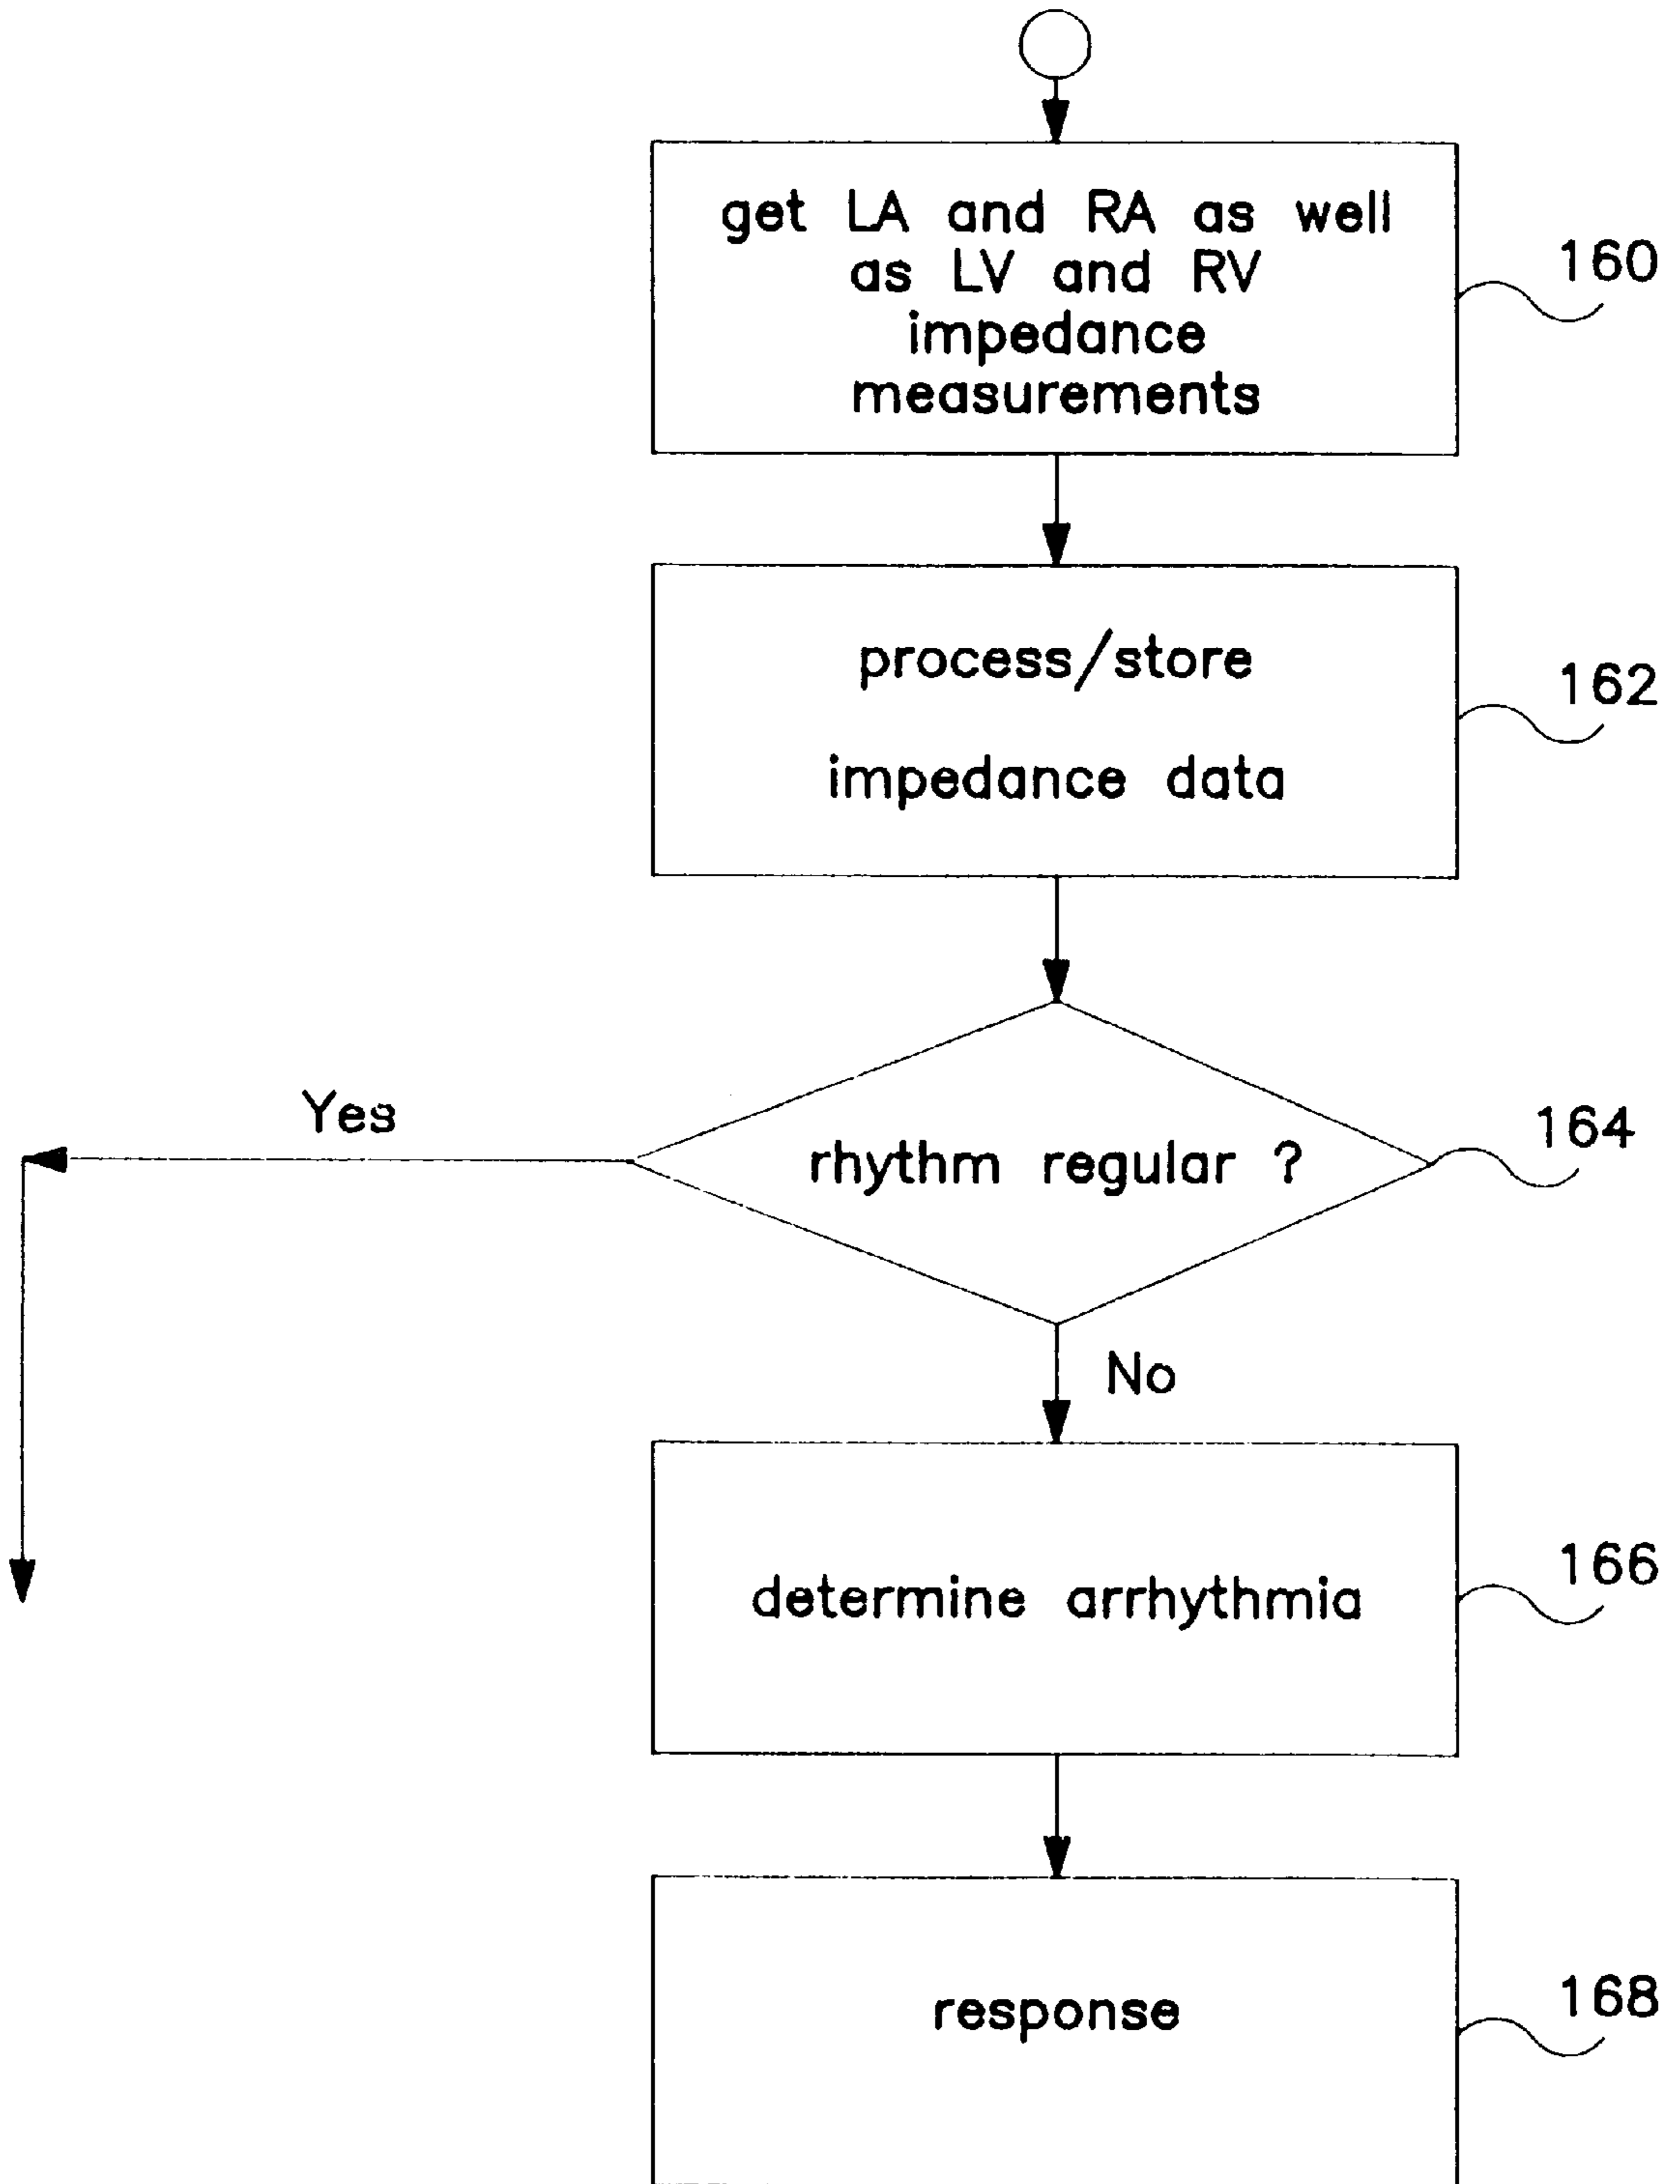 get LA and RA as well
as LV and RV
impedance
measurements
160
process/store
impedance data
162
Yes
rhythm regular ?
164
No
determine arrhythmia
166
response
168